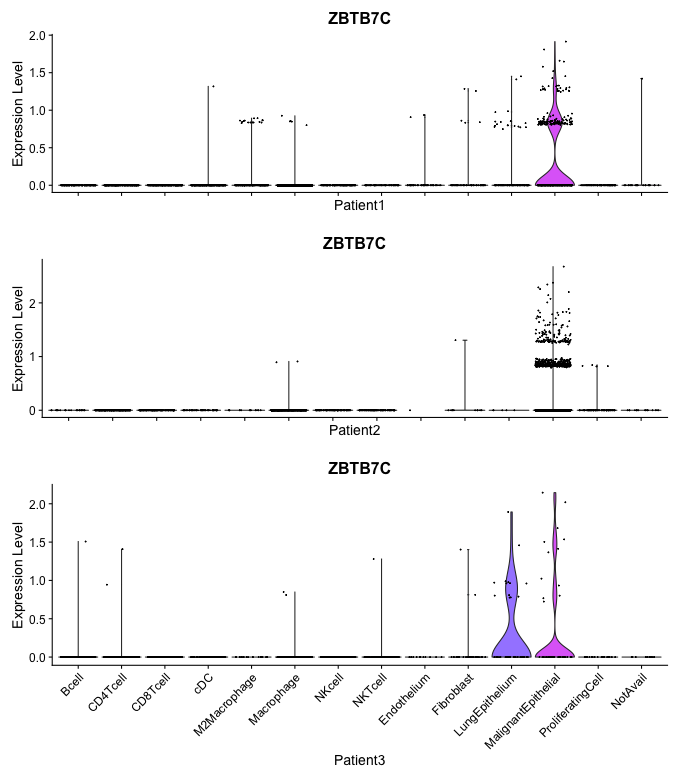 ZBTB7C
Expression Level
2.0
1.5
1.0
0.5
0.0
Patient1
ZBTB7C
Expression Level
2
1
0
Patient2
ZBTB7C
Expression Level
2.0
1.5
1.0
0.5
0.0
Bcell
CD4Tcell
CD8Tcell
cDC
M2Macrophage
Macrophage
NKcell
NKTcell
Endothelium
Fibroblast
LungEpithelium
MalignantEpithelial
ProliferatingCell
NotAvail
Patient3